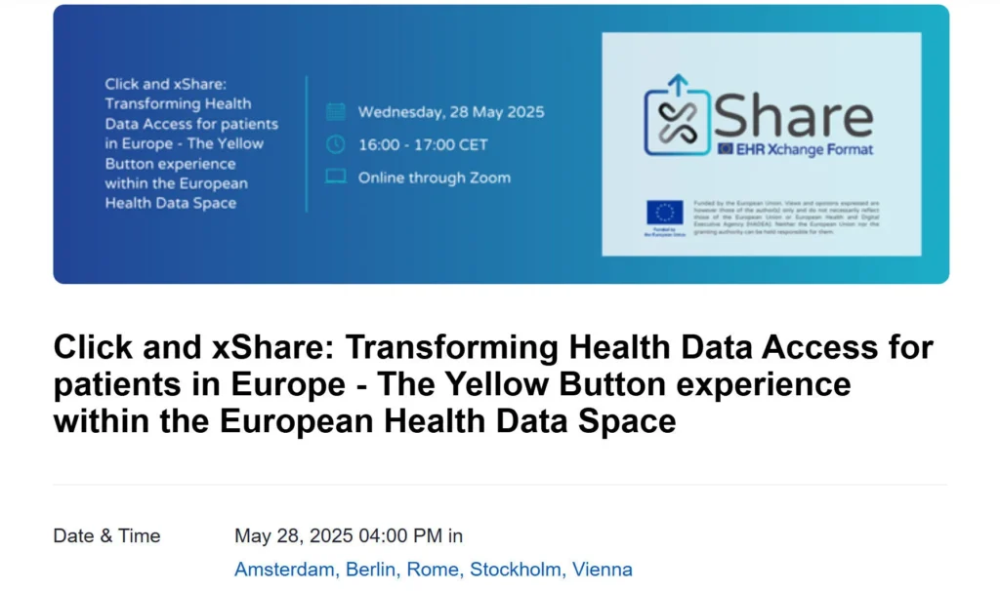 Click and xShare:
Transforming Health
Data Access for patients
in Europe - The Yellow
Button experience
within the European
Health Data Space
Wednesday, 28 May 2025
16:00 - 17:00 CET
Online through Zoom
Share
EHR Xchange Format
Funded by
the European Union
Funded by the European Union. Views and opinions expressed are
however those of the author(s) only and do not necessarily reflect
those of the European Union or European Health and Digital
Executive Agency (HADEA). Neither the European Union nor the
granting authority can be held responsible for them.
Click and xShare: Transforming Health Data Access for
patients in Europe - The Yellow Button experience
within the European Health Data Space
Date & Time
May 28, 2025 04:00 PM in
Amsterdam, Berlin, Rome, Stockholm, Vienna